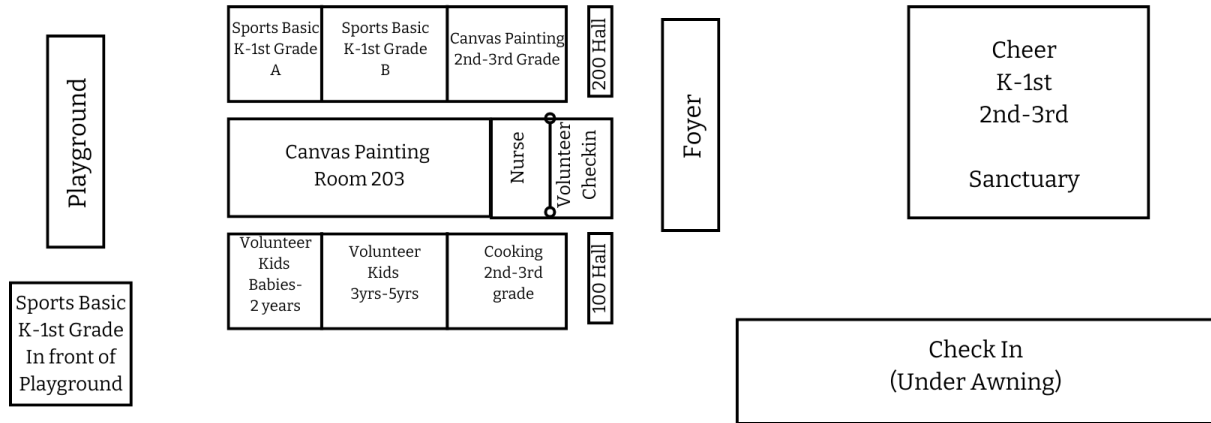 Playground
Sports Basic
K-1st Grade
In front of
Playground
Sports Basic
K-1st Grade
A
Sports Basic
K-1st Grade
B
Canvas Painting
2nd-3rd Grade
200 Hall
Canvas Painting
Room 203
Nurse
Volunteer
Checkin
Volunteer
Kids
Babies-
2 years
Volunteer
Kids
3yrs-5yrs
Cooking
2nd-3rd
grade
100 Hall
Foyer
Cheer
K-1st
2nd-3rd
Sanctuary
Check In
(Under Awning)